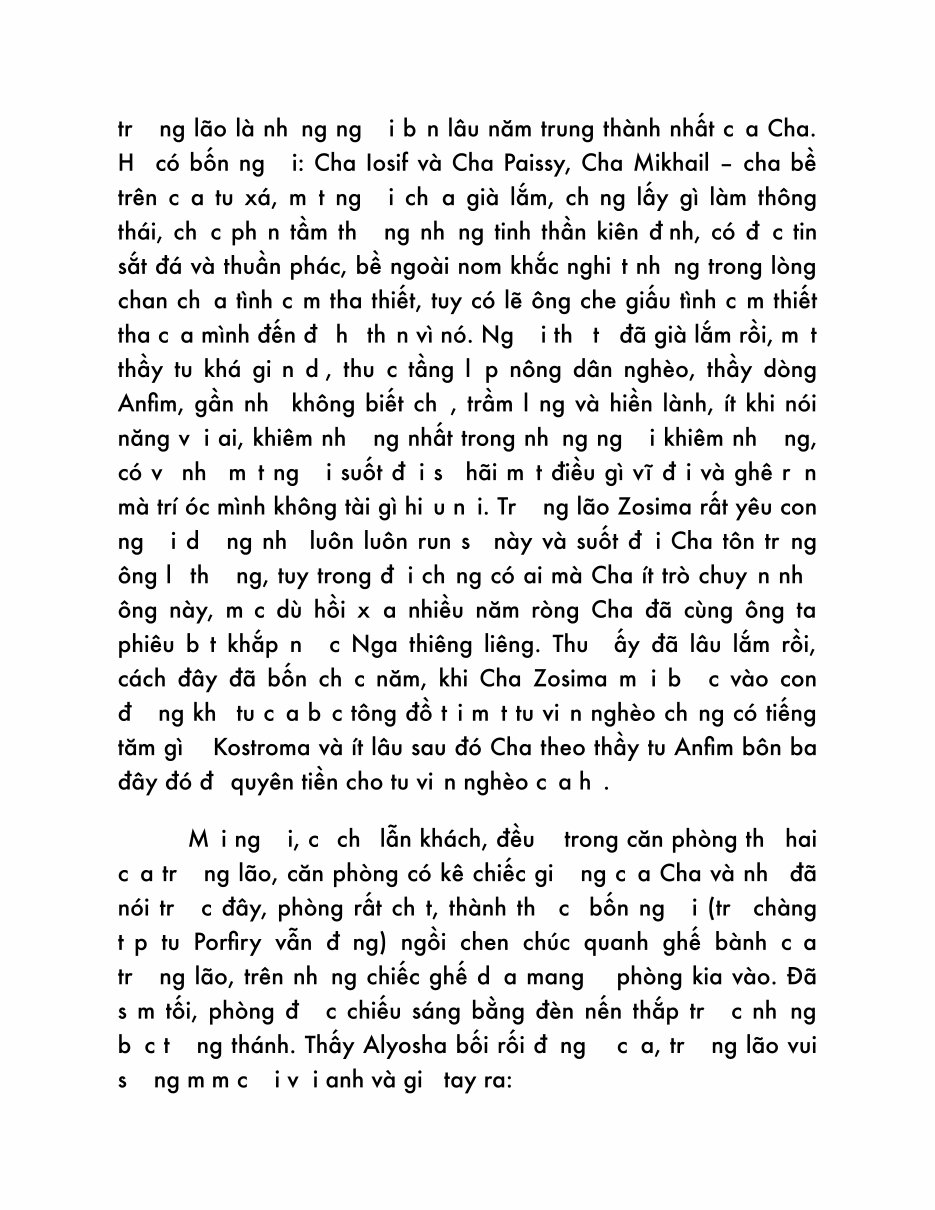 tr ng lão là nh ng ng i b n lâu năm trung thành nhất c a Cha.
H có bốn ng i: Cha Iosif và Cha Paissy, Cha Mikhail – cha bề
trên c a tu xá, m t ng i ch a già lắm, ch ng lấy gì làm thông
thái, ch c ph n tầm th ng nh ng tinh thần kiên đ nh, có đ c tin
sắt đá và thuần phác, bề ngoài nom khắc nghi t nh ng trong lòng
chan ch a tình c m tha thiết, tuy có lẽ ông che giấu tình c m thiết
tha c a mình đến đ h th n vì nó. Ng i th t đã già lắm rồi, m t
thầy tu khá gi n d , thu c tầng l p nông dân nghèo, thầy dòng
Anfim, gần nh không biết ch , trầm l ng và hiền lành, ít khi nói
năng v i ai, khiêm nh ng nhất trong nh ng ng i khiêm nh ng,
có v nh m t ng i suốt đ i s hãi m t điều gì vĩ đ i và ghê r n
mà trí óc mình không tài gì hi u n i. Tr ng lão Zosima rất yêu con
ng i d ng nh luôn luôn run s này và suốt đ i Cha tôn tr ng
ông l th ng, tuy trong đ i ch ng có ai mà Cha ít trò chuy n nh
ông này, m c dù hồi x a nhiều năm ròng Cha đã cùng ông ta
phiêu b t khắp n c Nga thiêng liêng. Thu ấy đã lâu lắm rồi,
cách đây đã bốn ch c năm, khi Cha Zosima m i b c vào con
đ ng kh tu c a b c tông đồ t i m t tu vi n nghèo ch ng có tiếng
tăm gì Kostroma và ít lâu sau đó Cha theo thầy tu Anfim bôn ba
đây đó đ quyên tiền cho tu vi n nghèo c a h .
M i ng i, c ch lẫn khách, đều trong căn phòng th hai
c a tr ng lão, căn phòng có kê chiếc gi ng c a Cha và nh đã
nói tr c đây, phòng rất ch t, thành th c bốn ng i (tr chàng
t p tu Porfiry vẫn đ ng) ngồi chen chúc quanh ghế bành c a
tr ng lão, trên nh ng chiếc ghế d a mang phòng kia vào. Đã
s m tối, phòng đ c chiếu sáng bằng đèn nến thắp tr c nh ng
b c t ng thánh. Thấy Alyosha bối rối đ ng c a, tr ng lão vui
s ng m m c i v i anh và gi tay ra: